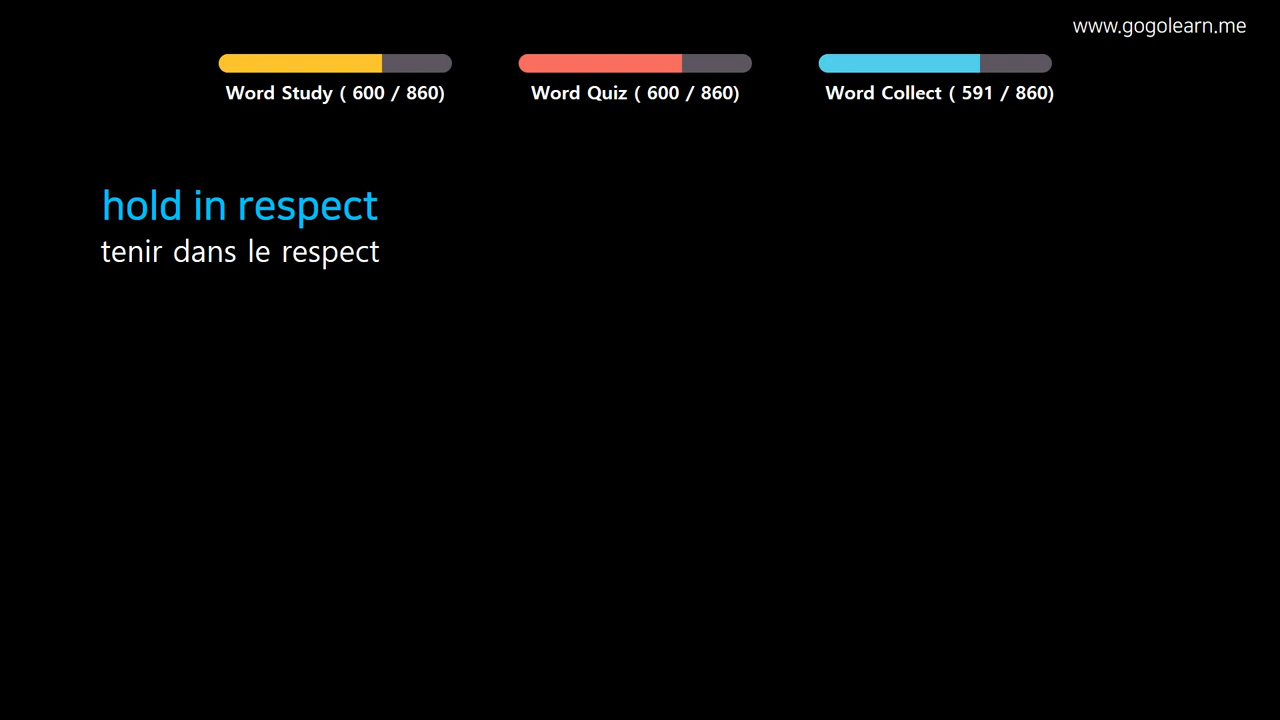 www.gogolearn.me
Word Study ( 600 / 860)
Word Quiz ( 600 / 860)
Word Collect ( 591 / 860)
hold in respect
tenir dans le respect